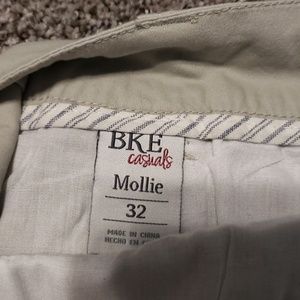 BKE
casuals
Mollie
32
MADE IN CHINA
HECHO EN